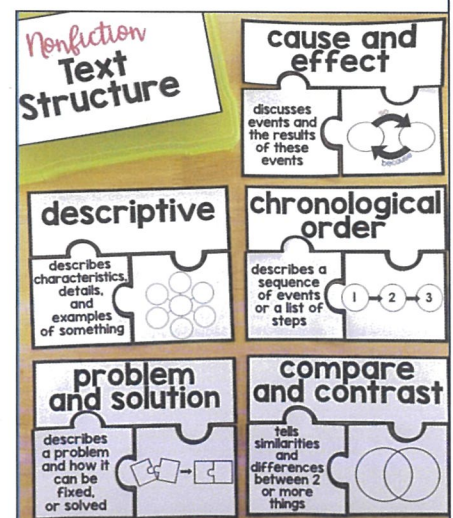 Nonfiction
Text
Structure
cause and
effect
discusses
events and
the results
of these
events
so
because
descriptive
describes
characteristics,
details,
and
examples
of something
chronological
order
describes a
sequence
of events
or a list of
steps
1 → 2 → 3
problem
and solution
describes
a problem
and how it
can be
fixed,
or solved
compare
and contrast
tells
similarities
and
differences
between 2
or more
things